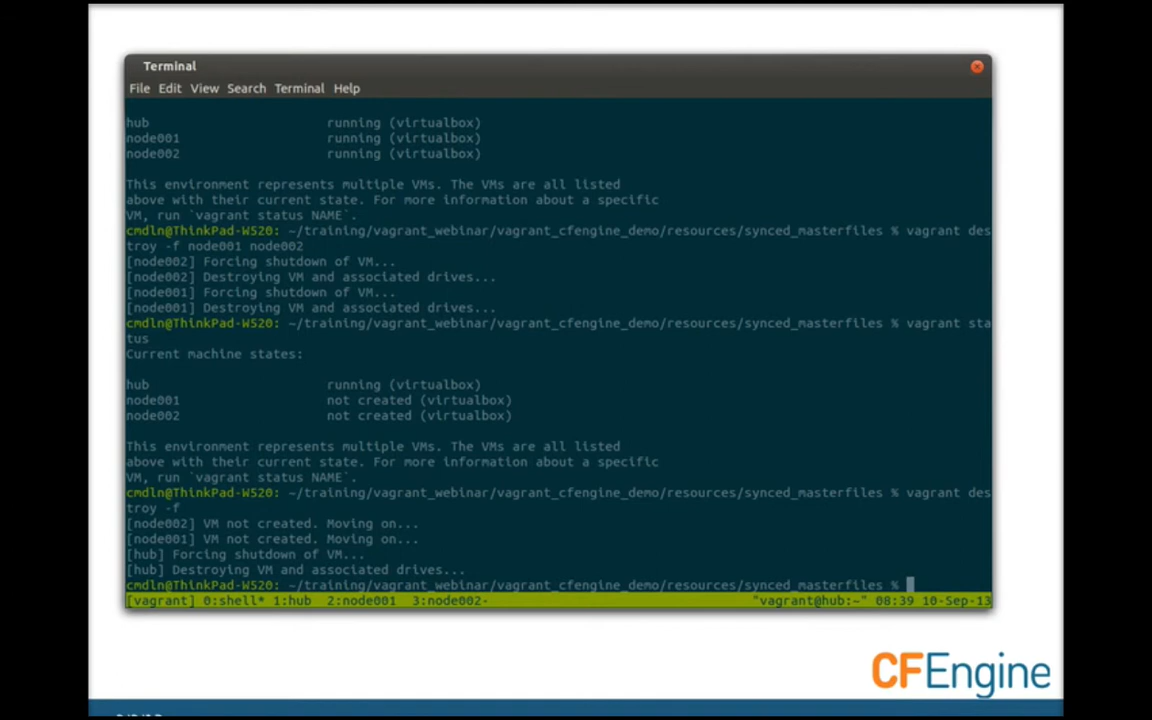 Terminal
File Edit View Search Terminal Help
hub running (virtualbox)
node001 running (virtualbox)
node002 running (virtualbox)
This environment represents multiple VMs. The VMs are all listed
above with their current state. For more information about a specific
VM, run `vagrant status NAME`.
cmdln@ThinkPad-W520: ~/training/vagrant_webinar/vagrant_cfengine_demo/resources/synced_masterfiles % vagrant des
troy -f node001 node002
[node002] Forcing shutdown of VM...
[node002] Destroying VM and associated drives...
[node001] Forcing shutdown of VM...
[node001] Destroying VM and associated drives...
cmdln@ThinkPad-W520: ~/training/vagrant_webinar/vagrant_cfengine_demo/resources/synced_masterfiles % vagrant sta
tus
Current machine states:
hub running (virtualbox)
node001 not created (virtualbox)
node002 not created (virtualbox)
This environment represents multiple VMs. The VMs are all listed
above with their current state. For more information about a specific
VM, run `vagrant status NAME`.
cmdln@ThinkPad-W520: ~/training/vagrant_webinar/vagrant_cfengine_demo/resources/synced_masterfiles % vagrant des
troy -f
[node002] VM not created. Moving on...
[node001] VM not created. Moving on...
[hub] Forcing shutdown of VM...
[hub] Destroying VM and associated drives...
cmdln@ThinkPad-W520: ~/training/vagrant_webinar/vagrant_cfengine_demo/resources/synced_masterfiles %
[vagrant] 0:shell* 1:hub 2:node001 3:node002- "vagrant@hub:~" 08:39 10-Sep-13
CFEngine